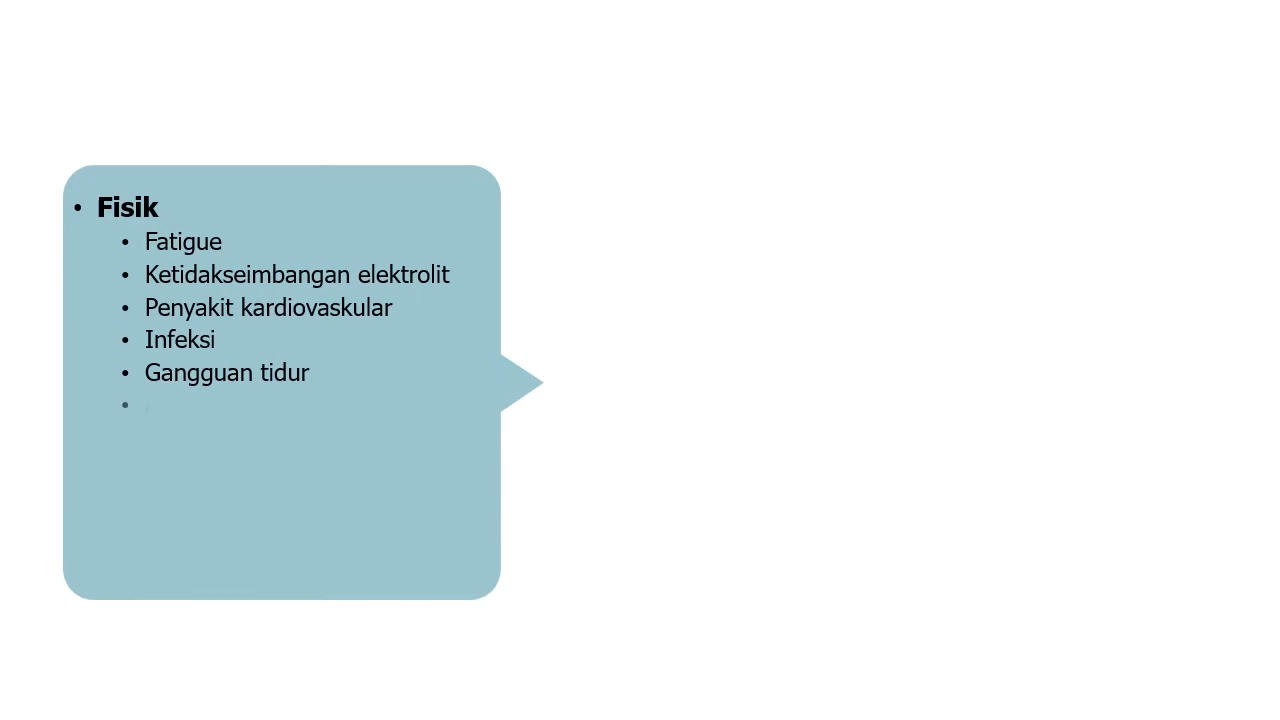 • Fisik
• Fatigue
• Ketidakseimbangan elektrolit
• Penyakit kardiovaskular
• Infeksi
• Gangguan tidur